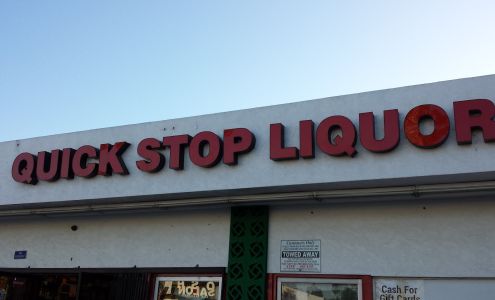 QUICK STOP LIQUOR
TOWED AWAY
Cash For
Gift Cards